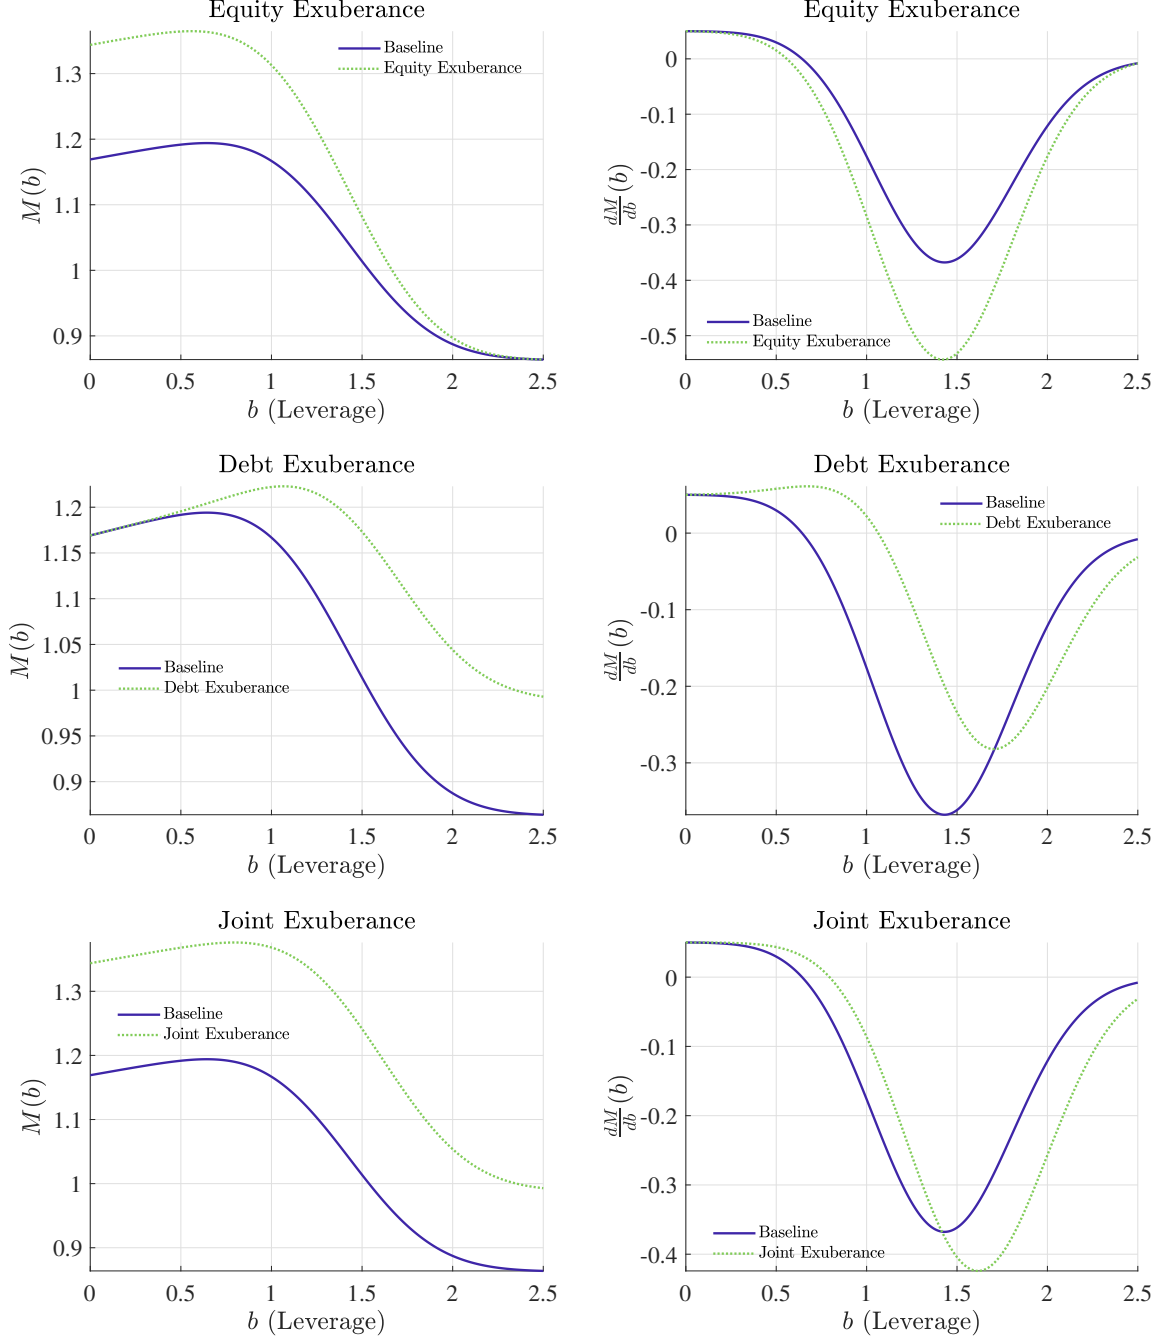 Equity Exuberance
M(b)
1.3
1.2
1.1
1
0.9
Baseline
Equity Exuberance
0 0.5 1 1.5 2 2.5
b (Leverage)
Equity Exuberance
dM/db (b)
0
-0.1
-0.2
-0.3
-0.4
-0.5
Baseline
Equity Exuberance
0 0.5 1 1.5 2 2.5
b (Leverage)
Debt Exuberance
M(b)
1.2
1.15
1.1
1.05
1
0.95
0.9
Baseline
Debt Exuberance
0 0.5 1 1.5 2 2.5
b (Leverage)
Debt Exuberance
dM/db (b)
0
-0.1
-0.2
-0.3
Baseline
Debt Exuberance
0 0.5 1 1.5 2 2.5
b (Leverage)
Joint Exuberance
M(b)
1.3
1.2
1.1
1
0.9
Baseline
Joint Exuberance
0 0.5 1 1.5 2 2.5
b (Leverage)
Joint Exuberance
dM/db (b)
0
-0.1
-0.2
-0.3
-0.4
Baseline
Joint Exuberance
0 0.5 1 1.5 2 2.5
b (Leverage)